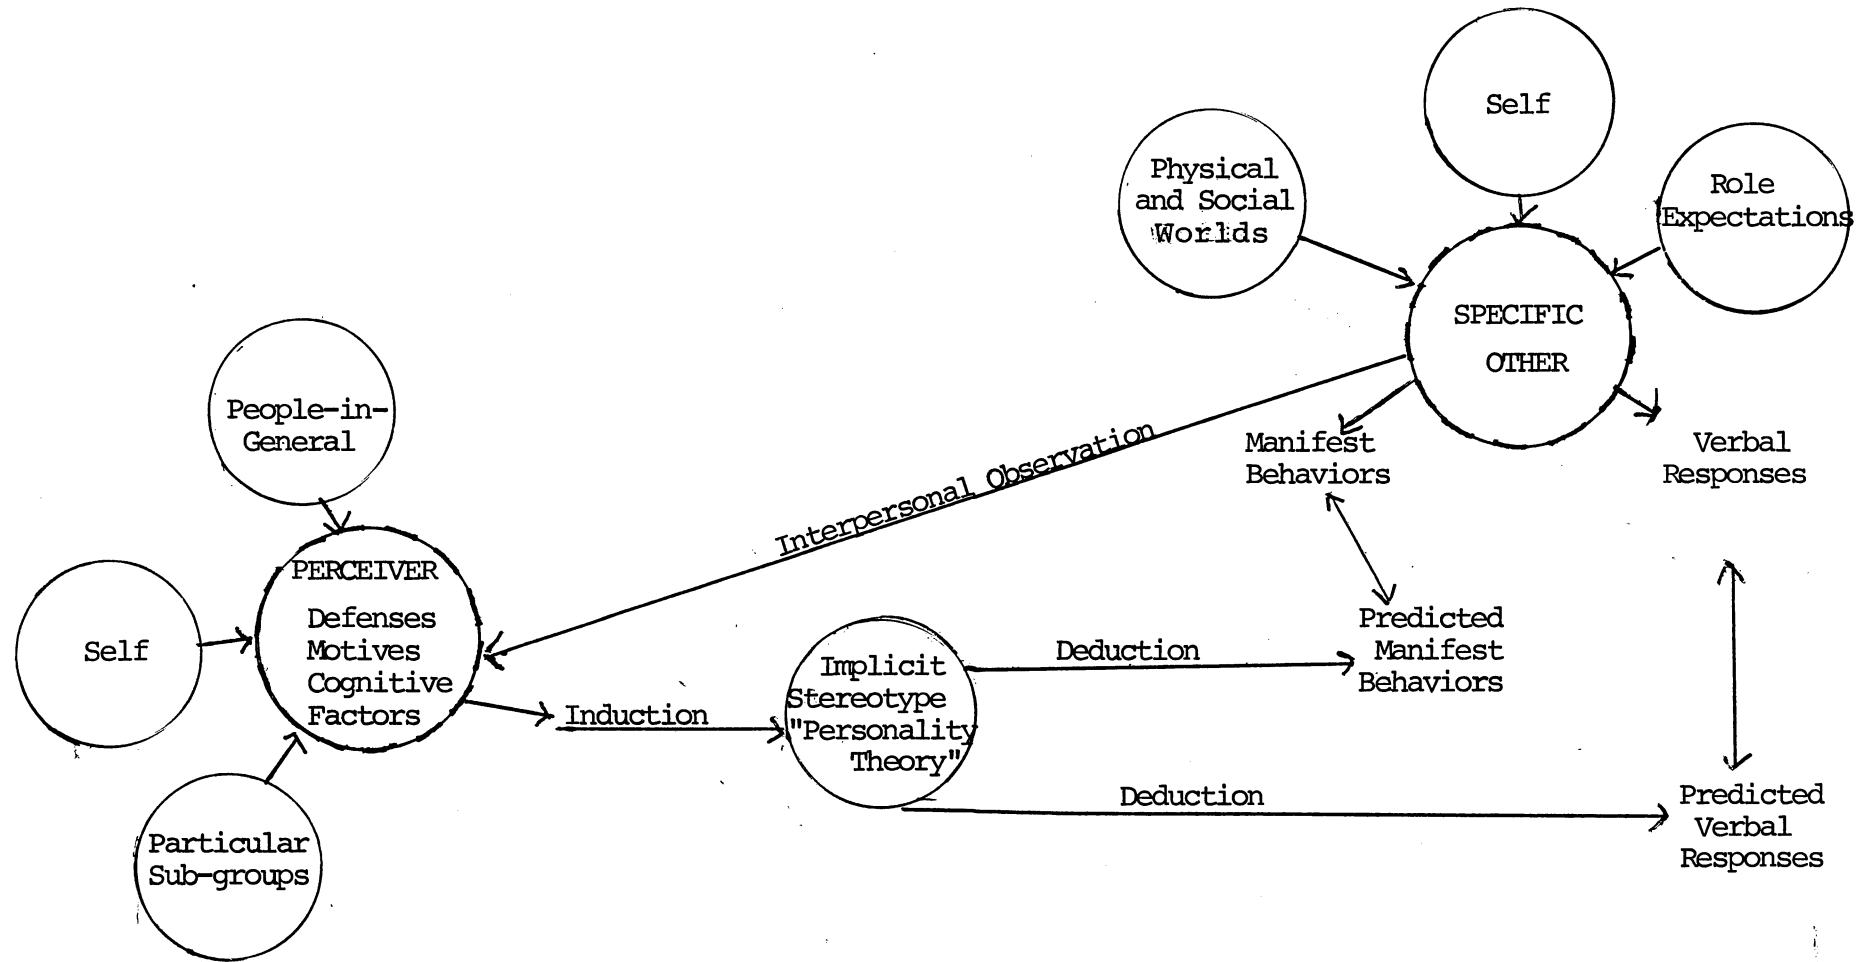 Self
Physical
and Social
Worlds
Role
Expectations
SPECIFIC
OTHER
People-in-
General
Interpersonal Observation
Manifest
Behaviors
Verbal
Responses
PERCEIVER
Defenses
Motives
Cognitive
Factors
Self
Induction
Implicit
Stereotype
"Personality
Theory"
Deduction
Predicted
Manifest
Behaviors
Deduction
Predicted
Verbal
Responses
Particular
Sub-groups